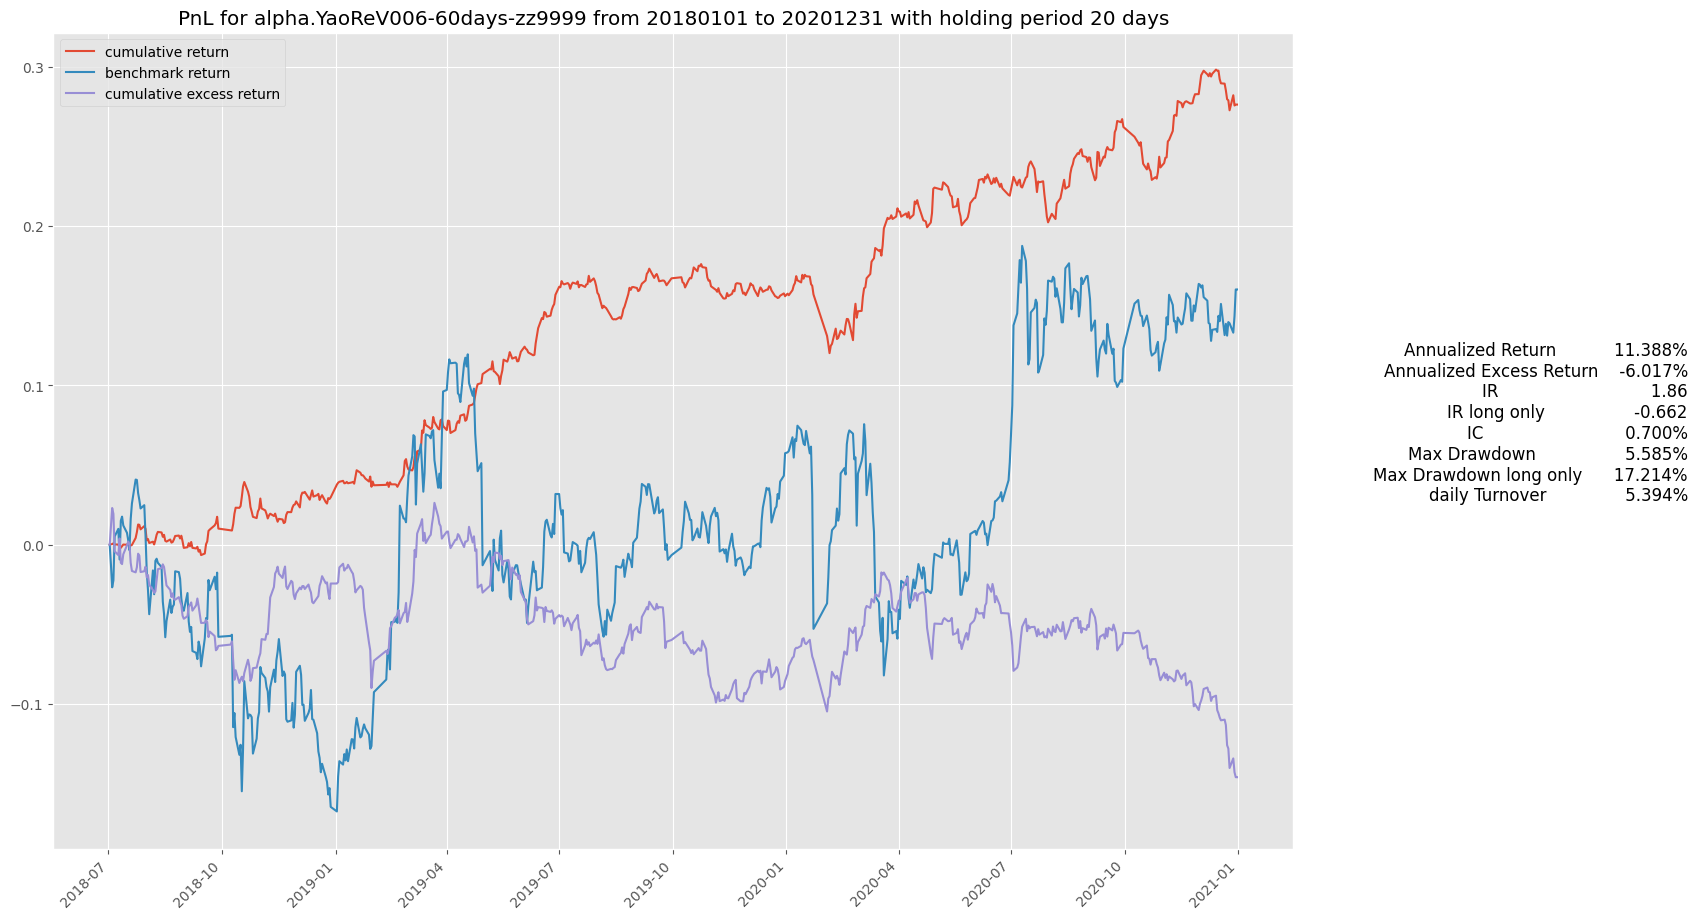 PnL for alpha.YaoReV006-60days-zz9999 from 20180101 to 20201231 with holding period 20 days
cumulative return
benchmark return
cumulative excess return
0.3
0.2
0.1
0.0
−0.1
2018-07
2018-10
2019-01
2019-04
2019-07
2019-10
2020-01
2020-04
2020-07
2020-10
2021-01
Annualized Return 11.388%
Annualized Excess Return -6.017%
IR 1.86
IR long only -0.662
IC 0.700%
Max Drawdown 5.585%
Max Drawdown long only 17.214%
daily Turnover 5.394%